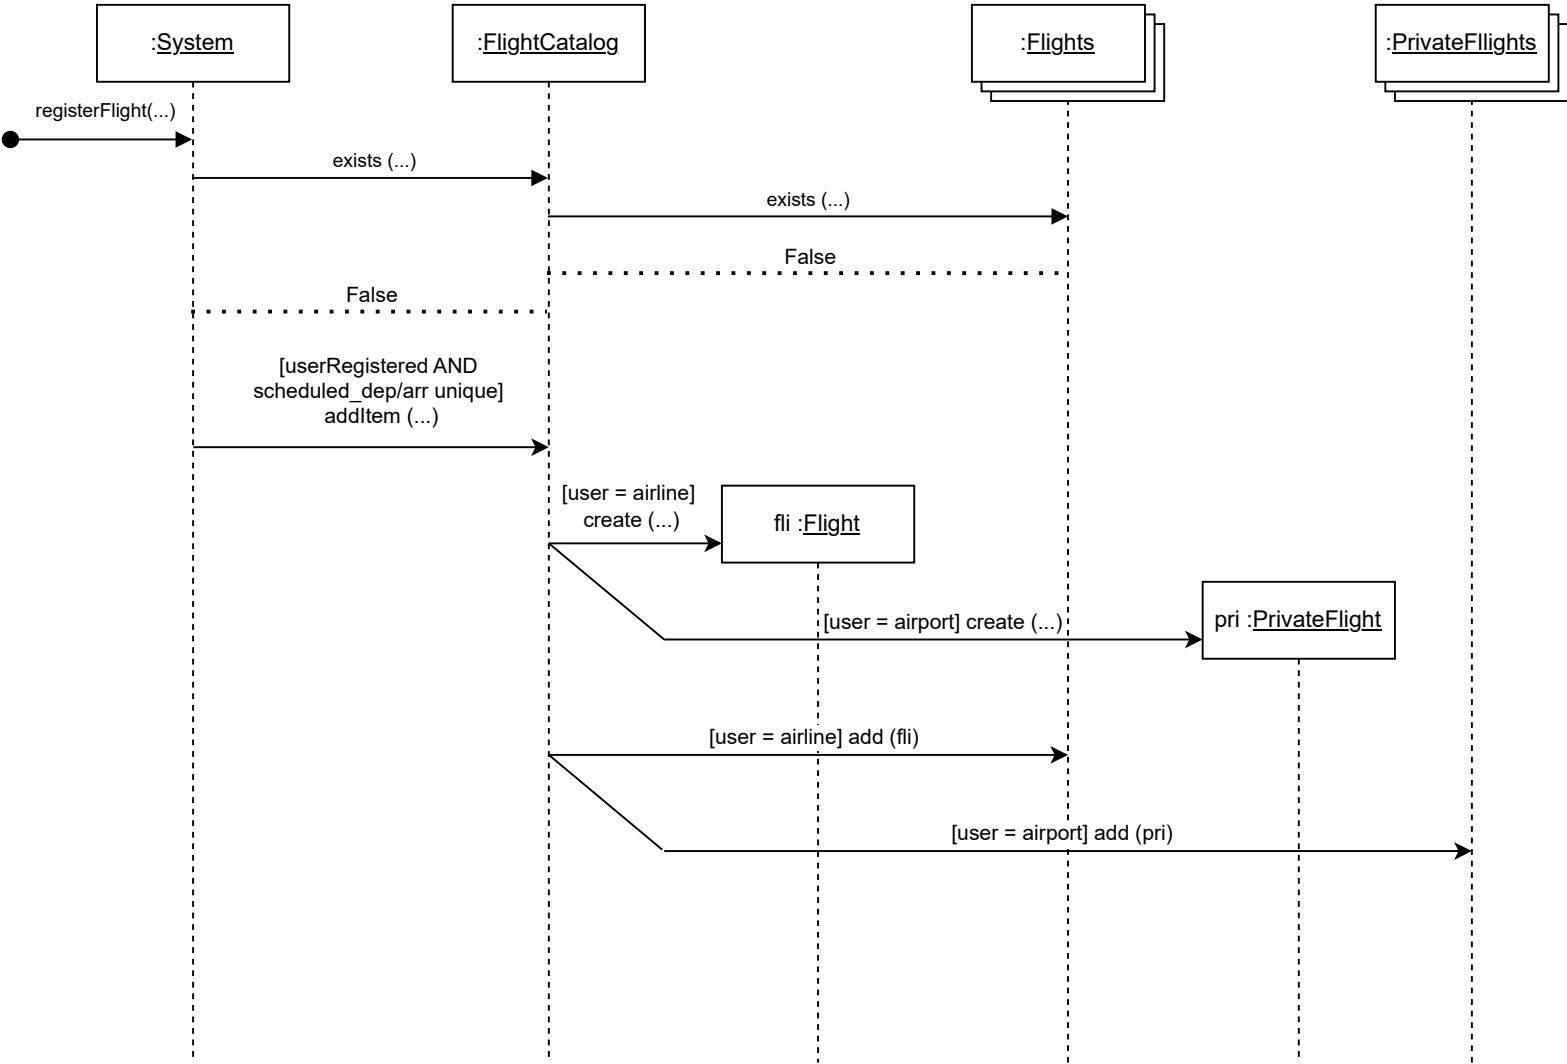 :System
:FlightCatalog
:Flights
:PrivateFllights
registerFlight(...)
exists (...)
exists (...)
False
False
[userRegistered AND
scheduled_dep/arr unique]
addItem (...)
[user = airline]
create (...)
fli :Flight
pri :PrivateFlight
[user = airport] create (...)
[user = airline] add (fli)
[user = airport] add (pri)